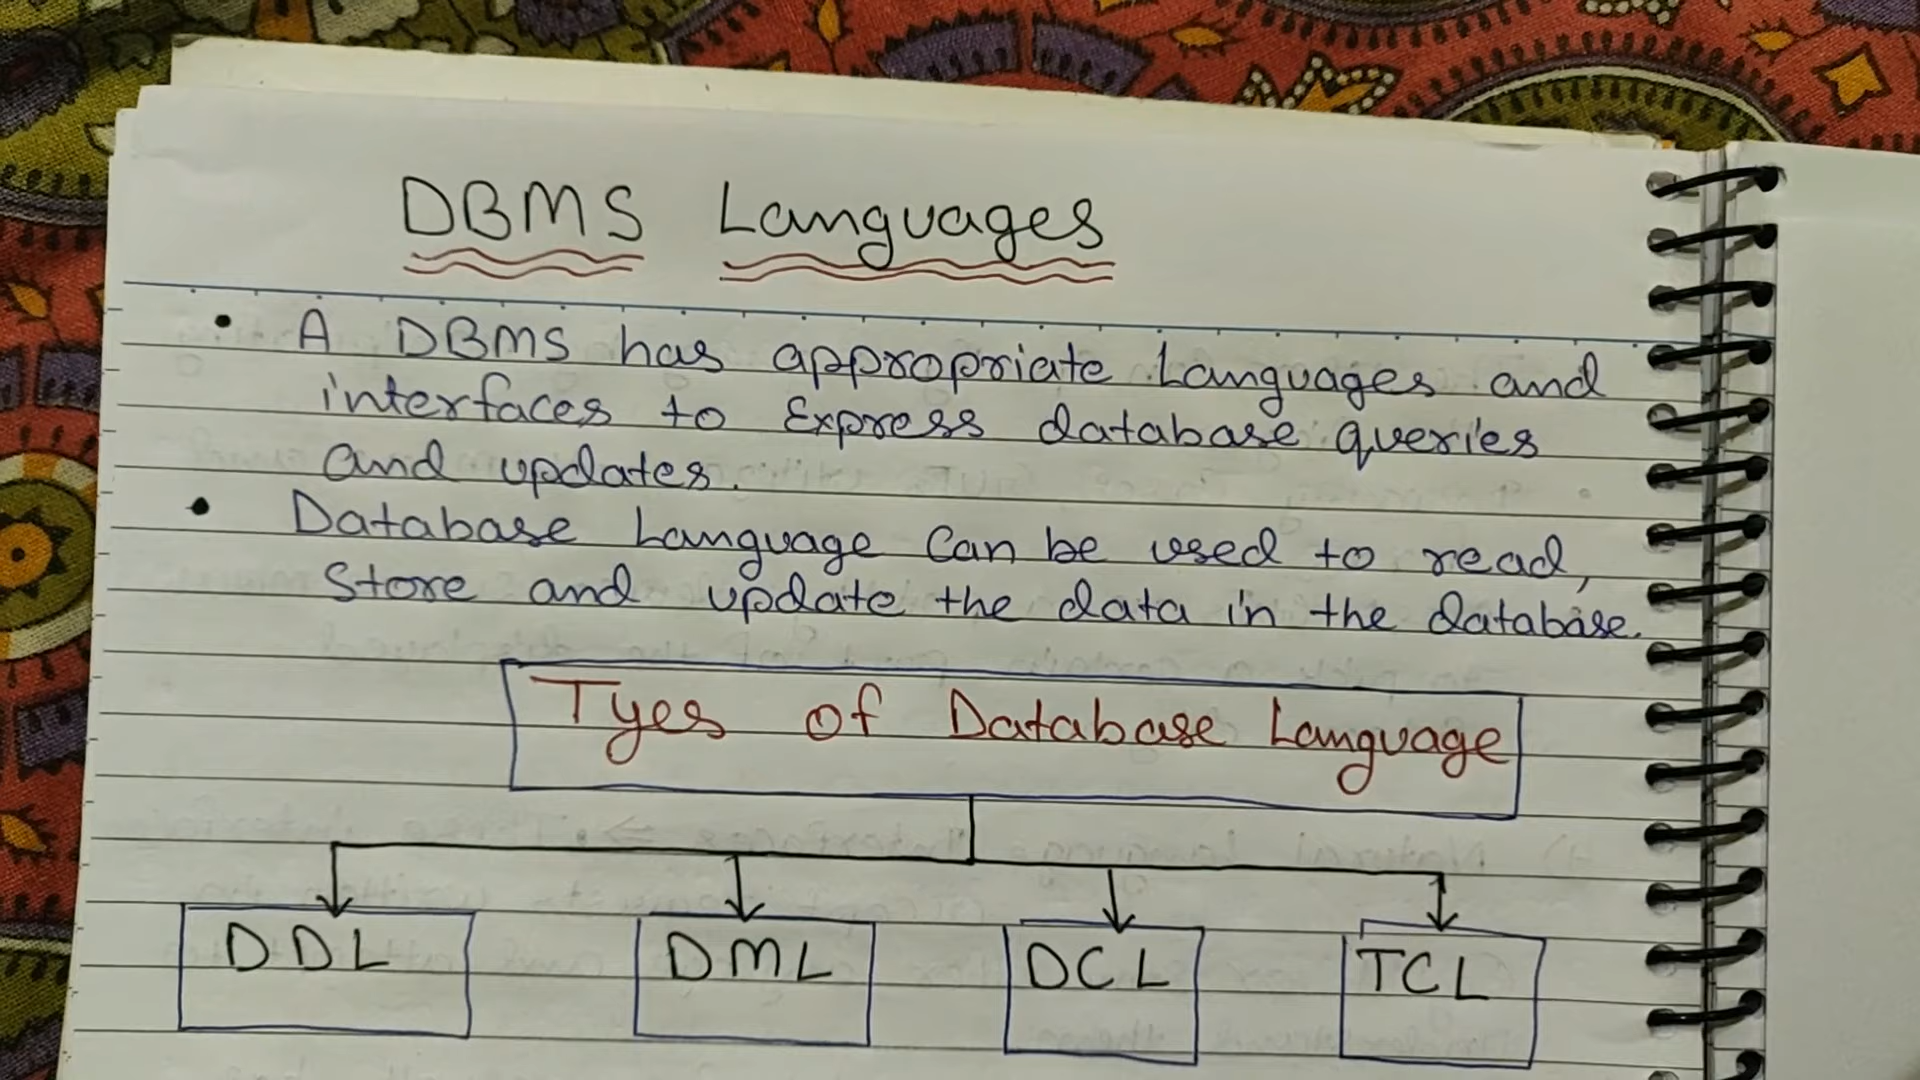 DBMS Languages
• A DBMS has appropriate Languages and
interfaces to Express database queries
and updates.
• Database Language Can be used to read,
Store and update the data in the database.
Tyes of Database Language
DDL DML DCL TCL